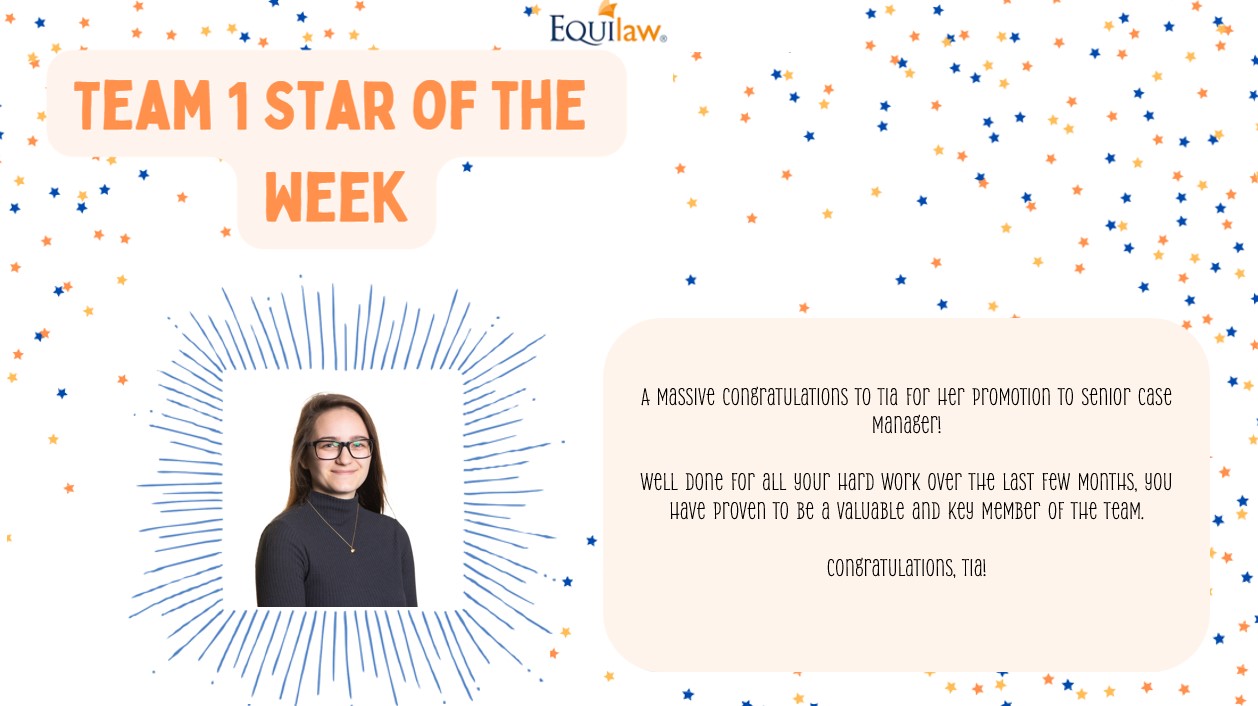 EQUIlaw®
TEAM 1 STAR OF THE
WEEK
A massive congratulations to Tia for her promotion to Senior Case
Manager!
Well done for all your hard work over the last few months, you
have proven to be a valuable and key member of the team.
Congratulations, Tia!